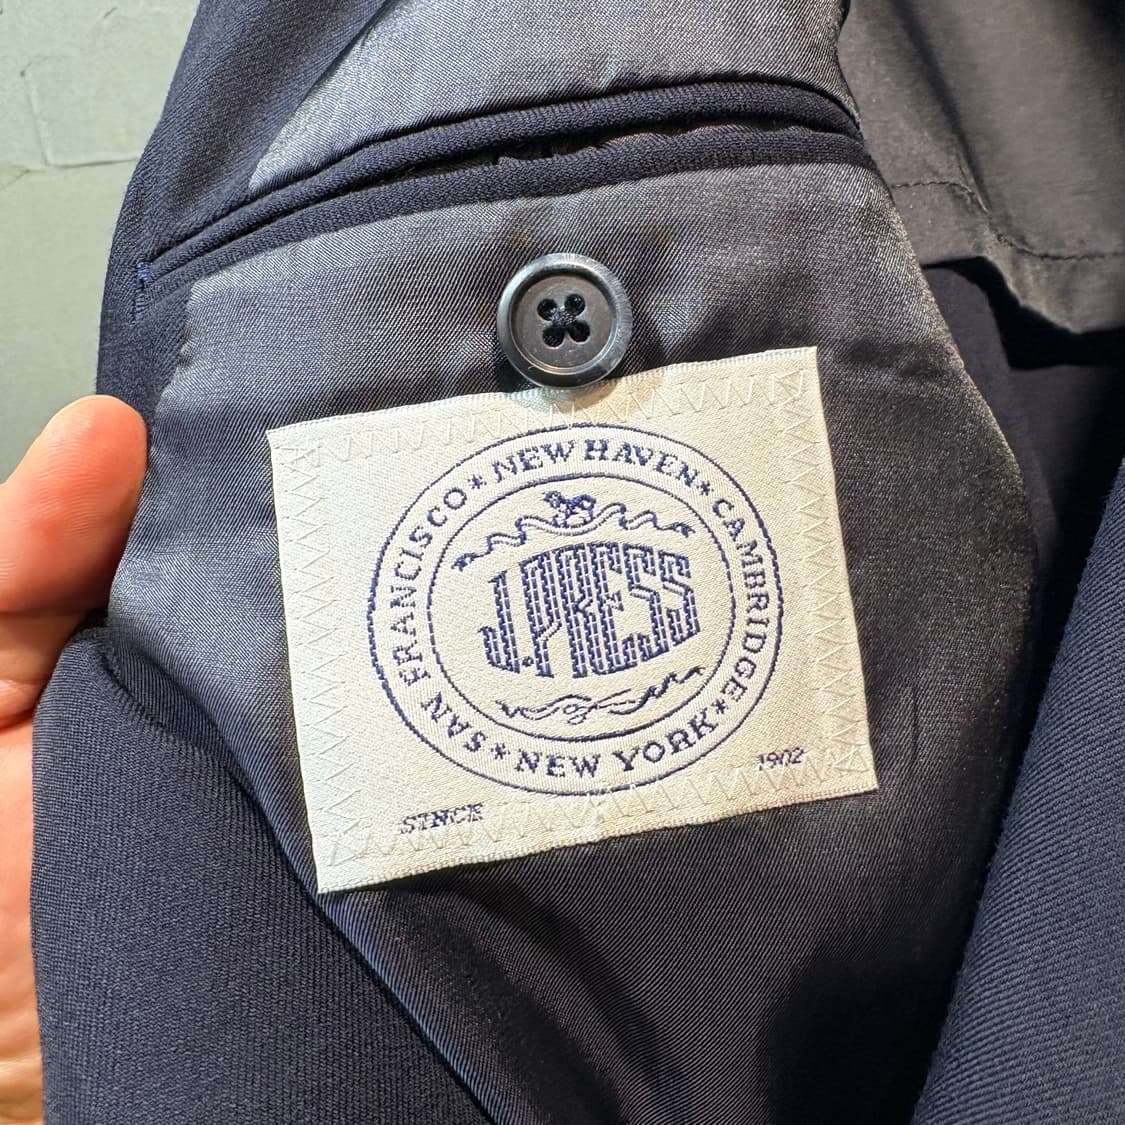 NEW HAVEN * CAMBRIDGE * NEW YORK * SAN FRANCISCO *
J.PRESS
SINCE 1902